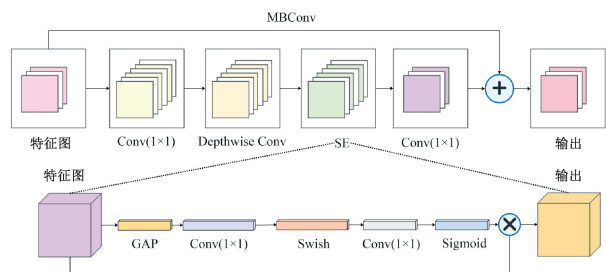 MBConv
特征图
Conv(1×1)
Depthwise Conv
SE
Conv(1×1)
输出
特征图
输出
GAP
Conv(1×1)
Swish
Conv(1×1)
Sigmoid